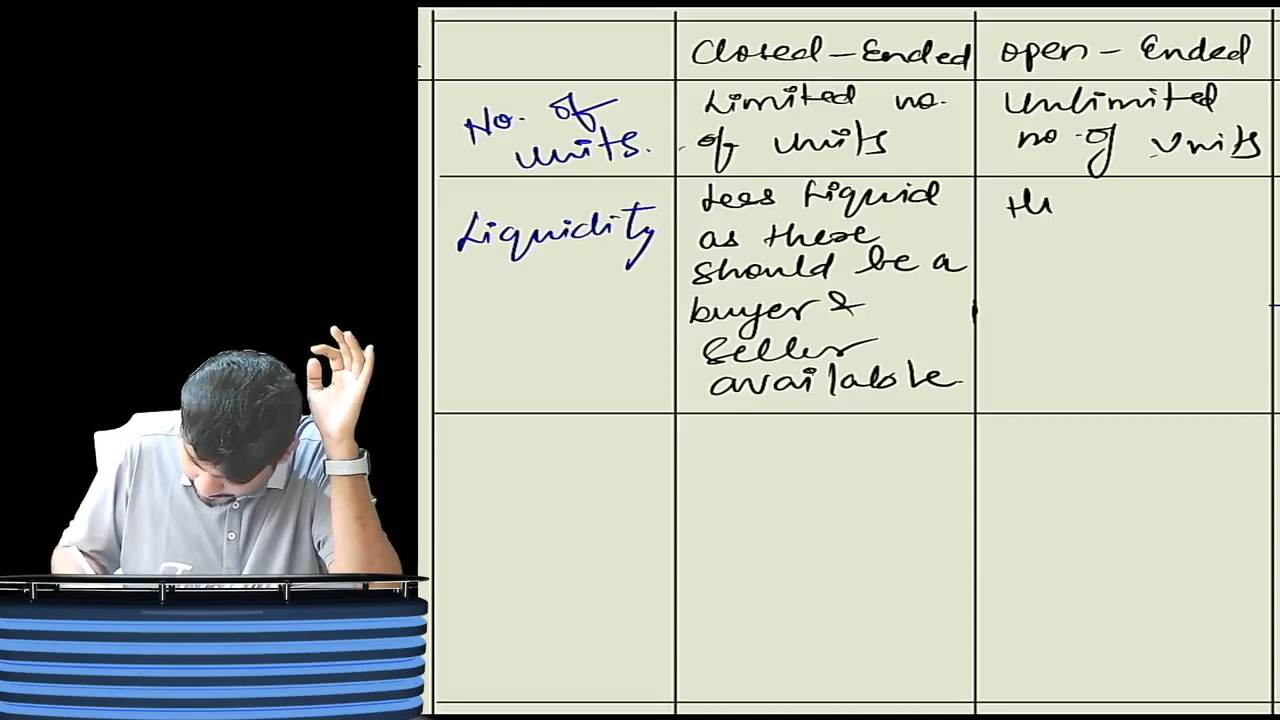 Closed-Ended
open-Ended
No. of
units.
Limited no.
of units
Unlimited
no. of units
Liquidity
Less Liquid
as there
should be a
buyer &
seller
available